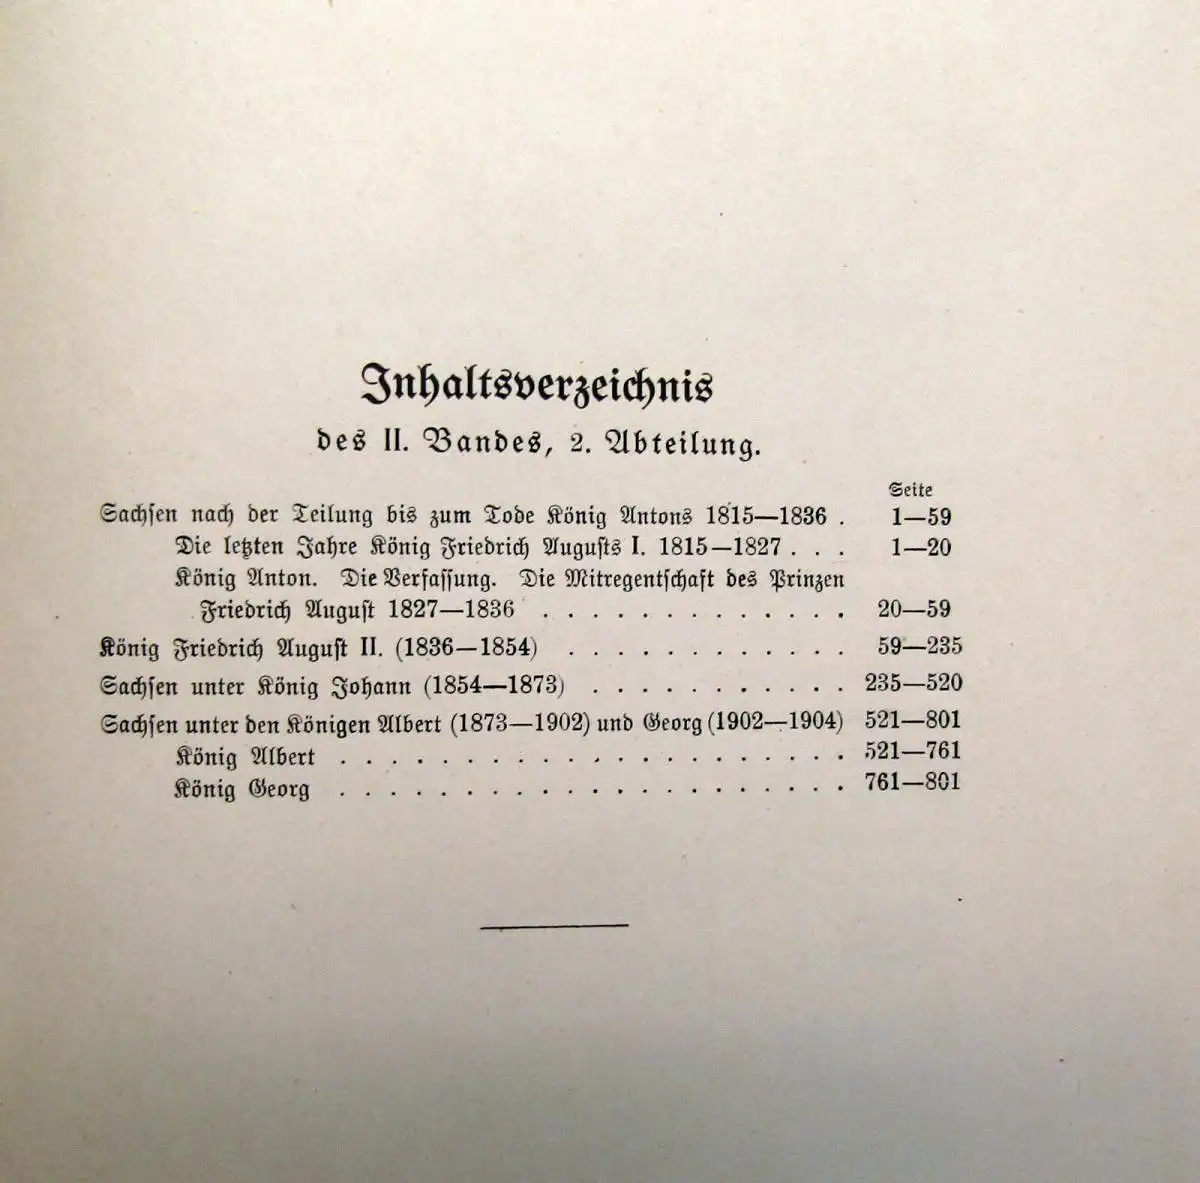 Inhaltsverzeichnis
des II. Bandes, 2. Abteilung.
Seite
Sachsen nach der Teilung bis zum Tode König Antons 1815—1836 . 1—59
Die letzten Jahre König Friedrich Augusts I. 1815—1827 . . . 1—20
König Anton. Die Verfassung. Die Mitregentschaft des Prinzen
Friedrich August 1827—1836 . . . . . . . . . . . . 20—59
König Friedrich August II. (1836—1854) . . . . . . . . . . . 59—235
Sachsen unter König Johann (1854—1873) . . . . . . . . . . 235—520
Sachsen unter den Königen Albert (1873—1902) und Georg (1902—1904) 521—801
König Albert . . . . . . . . . . . . . . . . . . . . 521—761
König Georg . . . . . . . . . . . . . . . . . . . . 761—801